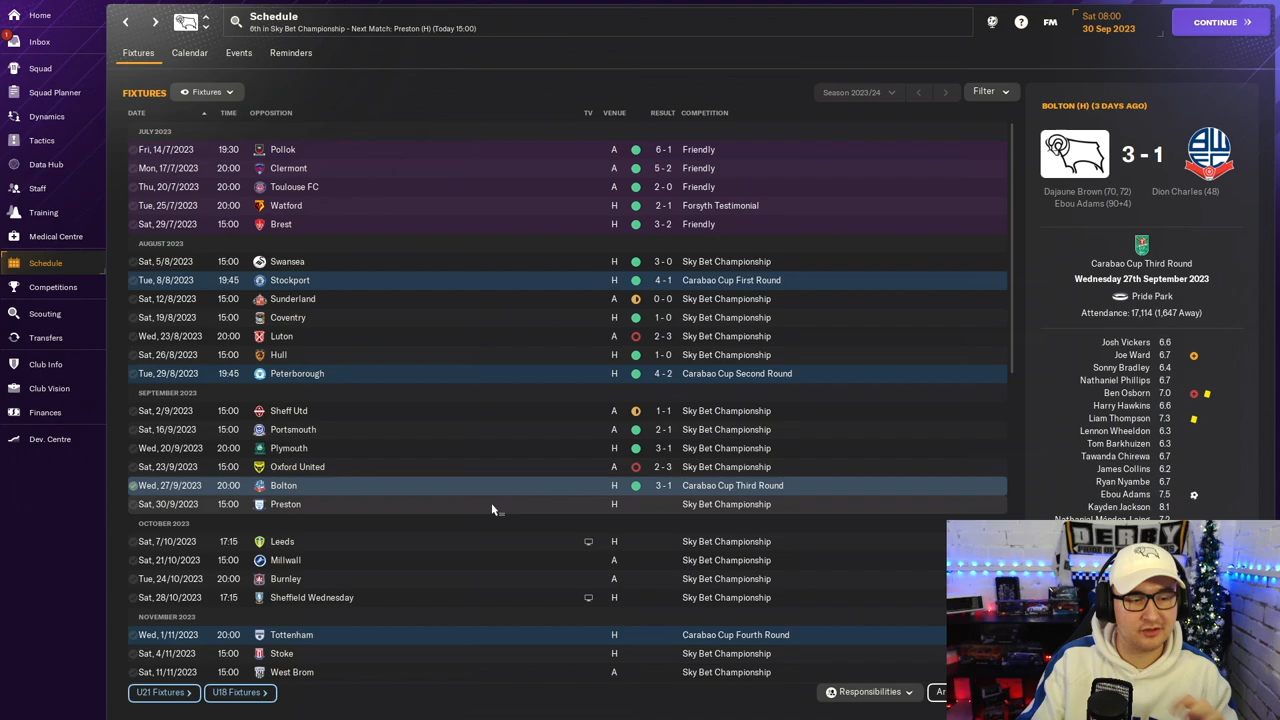 Home
1
Inbox
Squad
Squad Planner
Dynamics
Tactics
Data Hub
Staff
Training
Medical Centre
Schedule
Competitions
Scouting
Transfers
Club Info
Club Vision
Finances
Dev. Centre
Schedule
6th in Sky Bet Championship - Next Match: Preston (H) (Today 15:00)
FM
Sat 08:00
30 Sep 2023
CONTINUE
Fixtures Calendar Events Reminders
FIXTURES Fixtures Season 2023/24 Filter
DATE TIME OPPOSITION TV VENUE RESULT COMPETITION
JULY 2023
Fri, 14/7/2023 19:30 Pollok A 6 - 1 Friendly
Mon, 17/7/2023 20:00 Clermont A 5 - 2 Friendly
Thu, 20/7/2023 20:00 Toulouse FC A 2 - 0 Friendly
Tue, 25/7/2023 20:00 Watford H 2 - 1 Forsyth Testimonial
Sat, 29/7/2023 15:00 Brest H 3 - 2 Friendly
AUGUST 2023
Sat, 5/8/2023 15:00 Swansea H 3 - 0 Sky Bet Championship
Tue, 8/8/2023 19:45 Stockport H 4 - 1 Carabao Cup First Round
Sat, 12/8/2023 15:00 Sunderland A 0 - 0 Sky Bet Championship
Sat, 19/8/2023 15:00 Coventry H 1 - 0 Sky Bet Championship
Wed, 23/8/2023 20:00 Luton A 2 - 3 Sky Bet Championship
Sat, 26/8/2023 15:00 Hull H 1 - 0 Sky Bet Championship
Tue, 29/8/2023 19:45 Peterborough H 4 - 2 Carabao Cup Second Round
SEPTEMBER 2023
Sat, 2/9/2023 15:00 Sheff Utd A 1 - 1 Sky Bet Championship
Sat, 16/9/2023 15:00 Portsmouth A 2 - 1 Sky Bet Championship
Wed, 20/9/2023 20:00 Plymouth H 3 - 1 Sky Bet Championship
Sat, 23/9/2023 15:00 Oxford United A 2 - 3 Sky Bet Championship
Wed, 27/9/2023 20:00 Bolton H 3 - 1 Carabao Cup Third Round
Sat, 30/9/2023 15:00 Preston H Sky Bet Championship
OCTOBER 2023
Sat, 7/10/2023 17:15 Leeds H Sky Bet Championship
Sat, 21/10/2023 15:00 Millwall A Sky Bet Championship
Tue, 24/10/2023 20:00 Burnley A Sky Bet Championship
Sat, 28/10/2023 17:15 Sheffield Wednesday H Sky Bet Championship
NOVEMBER 2023
Wed, 1/11/2023 20:00 Tottenham H Carabao Cup Fourth Round
Sat, 4/11/2023 15:00 Stoke H Sky Bet Championship
Sat, 11/11/2023 15:00 West Brom A Sky Bet Championship
U21 Fixtures U18 Fixtures Responsibilities
BOLTON (H) (3 DAYS AGO)
3 - 1
Dajaune Brown (70, 72) Dion Charles (48)
Ebou Adams (90+4)
Carabao Cup Third Round
Wednesday 27th September 2023
Pride Park
Attendance: 17,114 (1,647 Away)
Josh Vickers 6.6
Joe Ward 6.7
Sonny Bradley 6.4
Nathaniel Phillips 6.7
Ben Osborn 7.0
Harry Hawkins 6.6
Liam Thompson 7.3
Lennon Wheeldon 6.3
Tom Barkhuizen 6.3
Tawanda Chirewa 6.7
James Collins 6.2
Ryan Nyambe 6.7
Ebou Adams 7.5
Kayden Jackson 8.1
DERBY